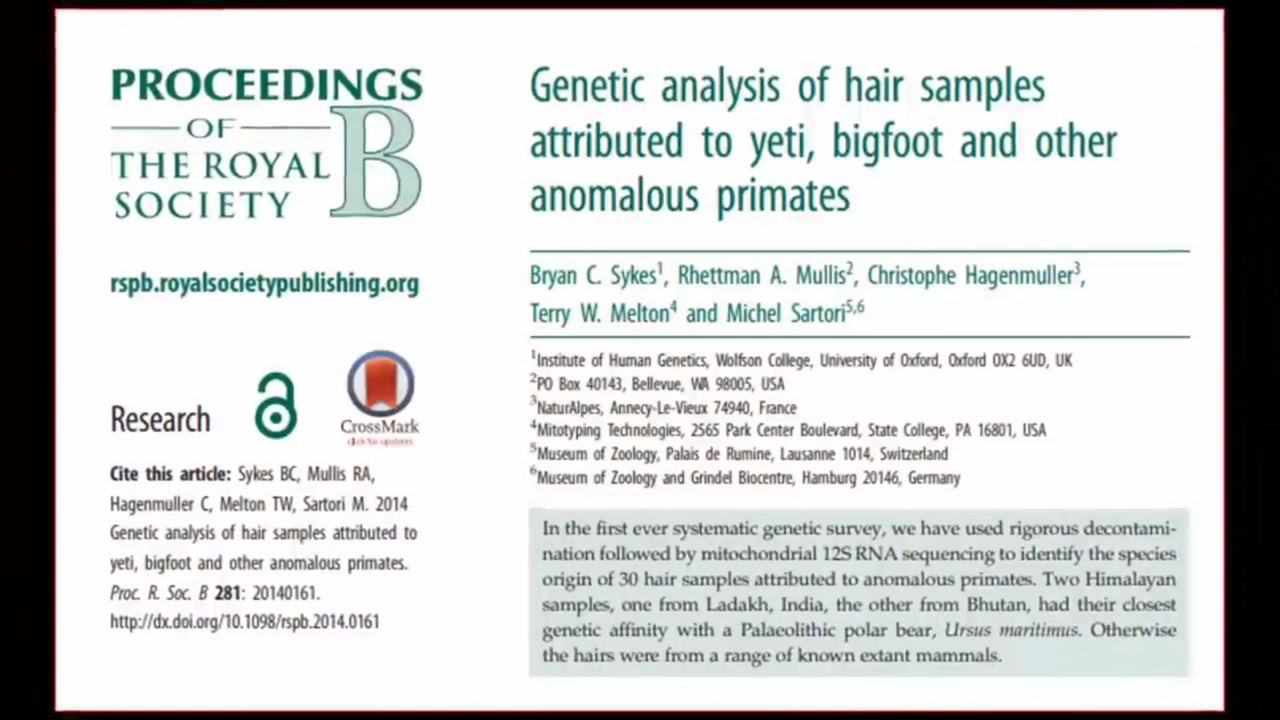 PROCEEDINGS
OF
THE ROYAL
SOCIETY
B
rspb.royalsocietypublishing.org
Research
CrossMark
click for updates
Cite this article: Sykes BC, Mullis RA,
Hagenmuller C, Melton TW, Sartori M. 2014
Genetic analysis of hair samples attributed to
yeti, bigfoot and other anomalous primates.
Proc. R. Soc. B 281: 20140161.
http://dx.doi.org/10.1098/rspb.2014.0161
Genetic analysis of hair samples
attributed to yeti, bigfoot and other
anomalous primates
Bryan C. Sykes1, Rhettman A. Mullis2, Christophe Hagenmuller3,
Terry W. Melton4 and Michel Sartori5,6
1Institute of Human Genetics, Wolfson College, University of Oxford, Oxford OX2 6UD, UK
2PO Box 40143, Bellevue, WA 98005, USA
3NaturAlpes, Annecy-Le-Vieux 74940, France
4Mitotyping Technologies, 2565 Park Center Boulevard, State College, PA 16801, USA
5Museum of Zoology, Palais de Rumine, Lausanne 1014, Switzerland
6Museum of Zoology and Grindel Biocentre, Hamburg 20146, Germany
In the first ever systematic genetic survey, we have used rigorous decontami-
nation followed by mitochondrial 12S RNA sequencing to identify the species
origin of 30 hair samples attributed to anomalous primates. Two Himalayan
samples, one from Ladakh, India, the other from Bhutan, had their closest
genetic affinity with a Palaeolithic polar bear, Ursus maritimus. Otherwise
the hairs were from a range of known extant mammals.